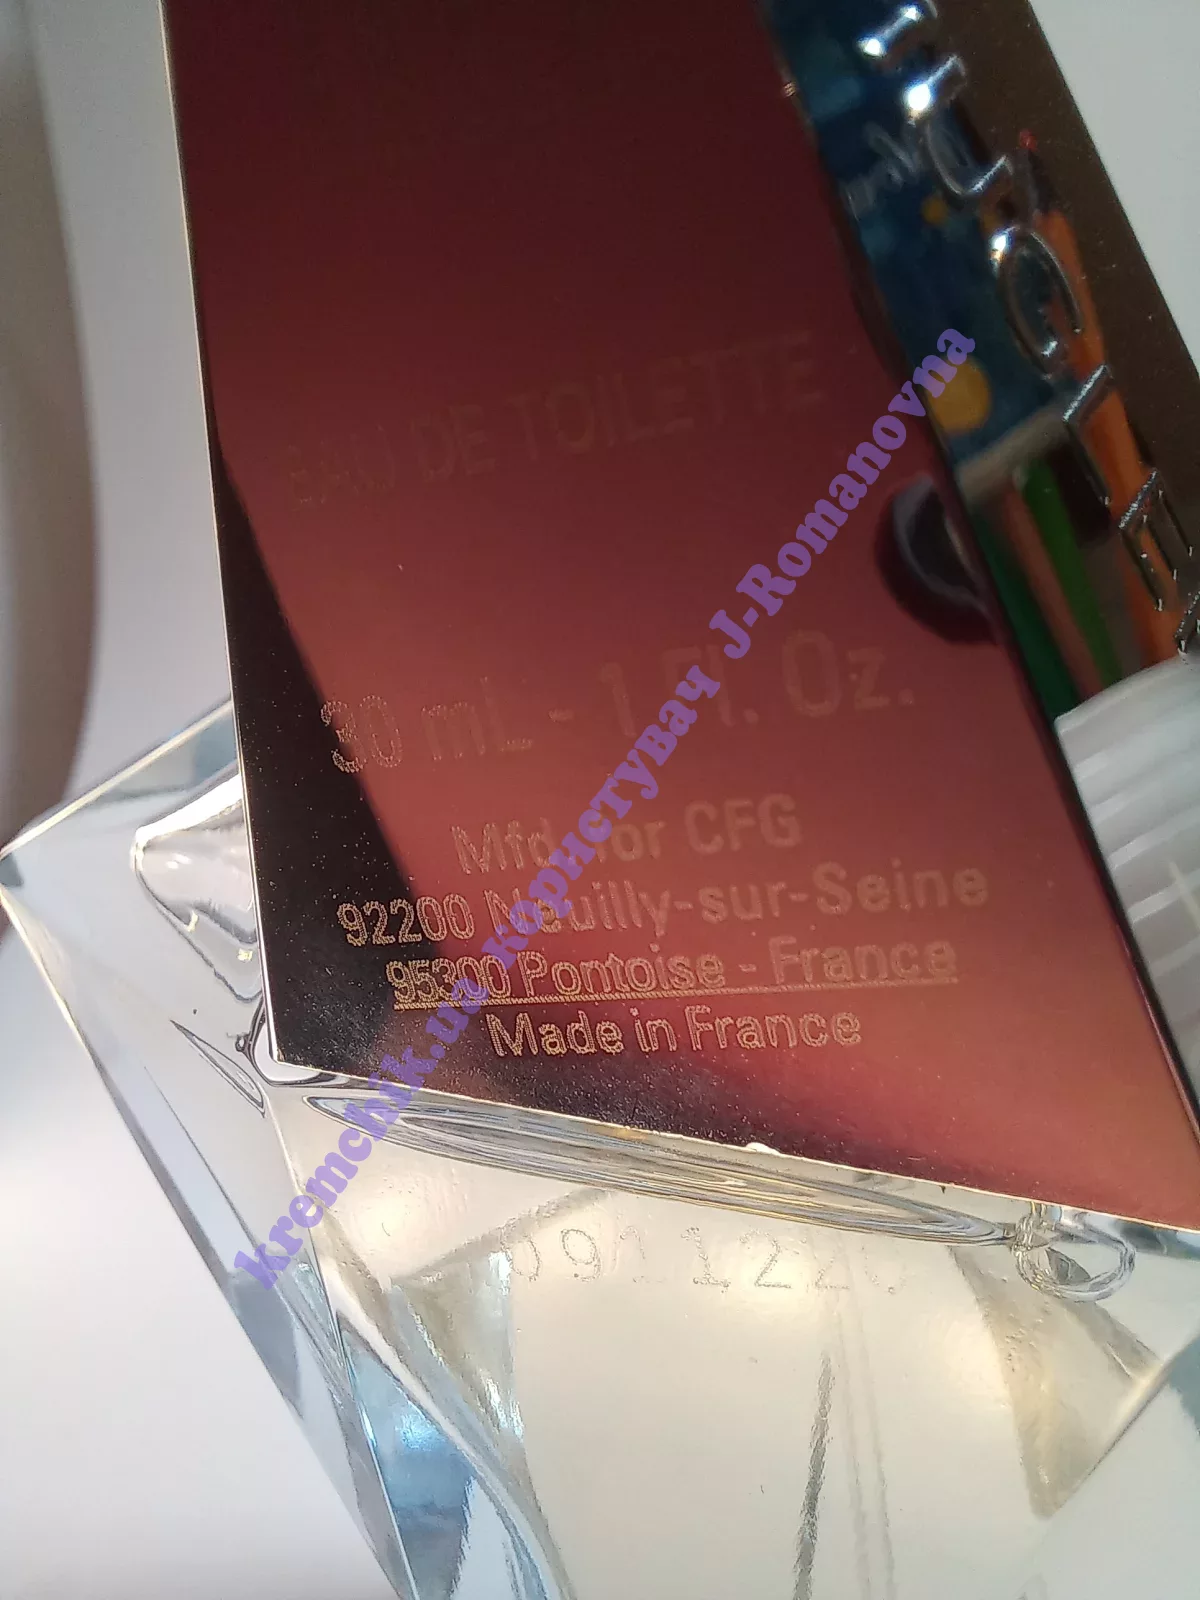 EAU DE TOILETTE
30 mL - 1 Fl. Oz.
Mfd. for CFG
92200 Neuilly-sur-Seine
95300 Pontoise - France
Made in France
kremchik.ua користувач J-Romanovna